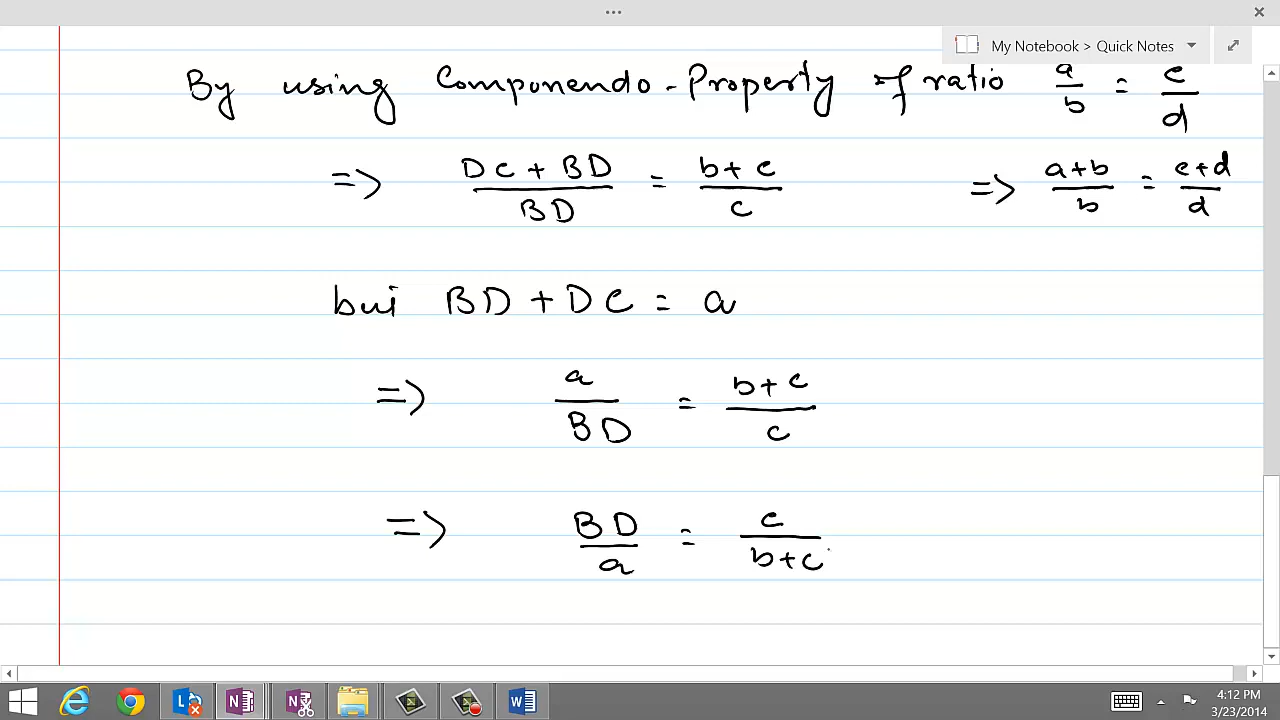 ...
My Notebook > Quick Notes
By using Componendo - Property of ratio a/b = c/d
=> DC + BD / BD = b + c / c => a+b / b = c+d / d
but BD + DC = a
=> a / BD = b + c / c
=> BD / a = c / b+c
4:12 PM
3/23/2014